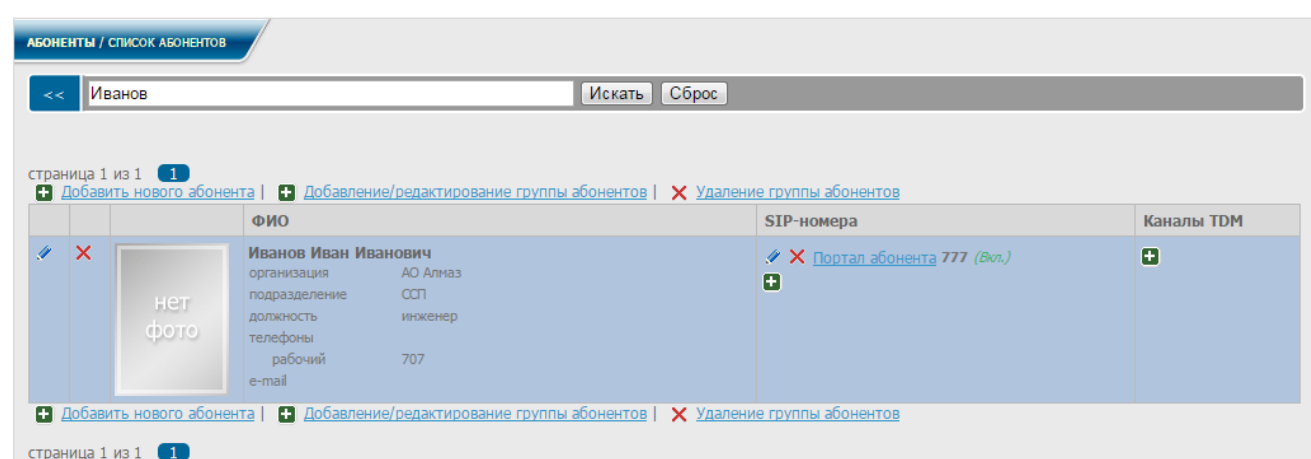 АБОНЕНТЫ / СПИСОК АБОНЕНТОВ
<< Иванов Искать Сброс
страница 1 из 1 1
Добавить нового абонента | Добавление/редактирование группы абонентов | Удаление группы абонентов
ФИО SIP-номера Каналы TDM
Иванов Иван Иванович Портал абонента 777 (Вкл.)
организация АО Алмаз
подразделение ССП
нет
должность инженер
фото
телефоны
рабочий 707
e-mail
Добавить нового абонента | Добавление/редактирование группы абонентов | Удаление группы абонентов
страница 1 из 1 1